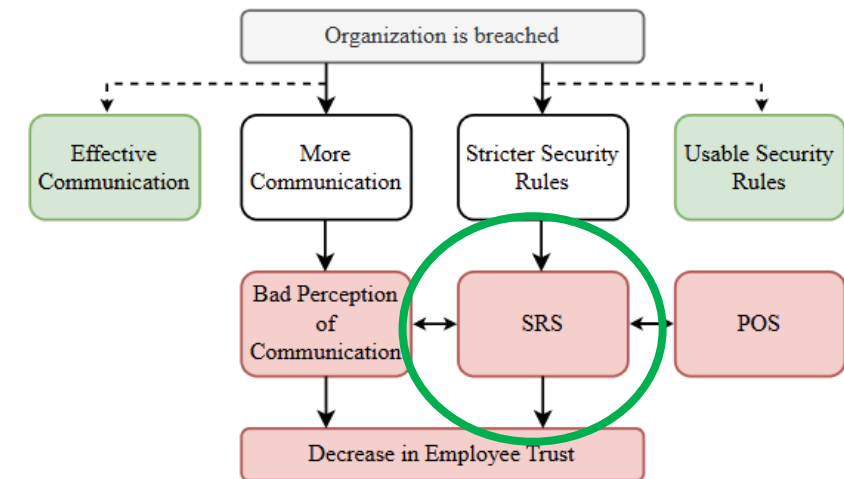 Organization is breached
Effective
Communication
More
Communication
Stricter Security
Rules
Usable Security
Rules
Bad Perception
of
Communication
SRS
POS
Decrease in Employee Trust